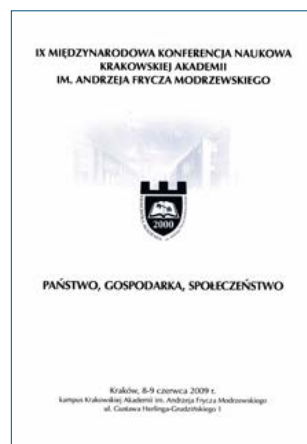 IX MIĘDZYNARODOWA KONFERENCJA NAUKOWA
KRAKOWSKIEJ AKADEMII
IM. ANDRZEJA FRYCZA MODRZEWSKIEGO
2000
PAŃSTWO, GOSPODARKA, SPOŁECZEŃSTWO
Kraków, 8-9 czerwca 2009 r.
kampus Krakowskiej Akademii im. Andrzeja Frycza Modrzewskiego
ul. Gustawa Herlinga-Grudzińskiego 1